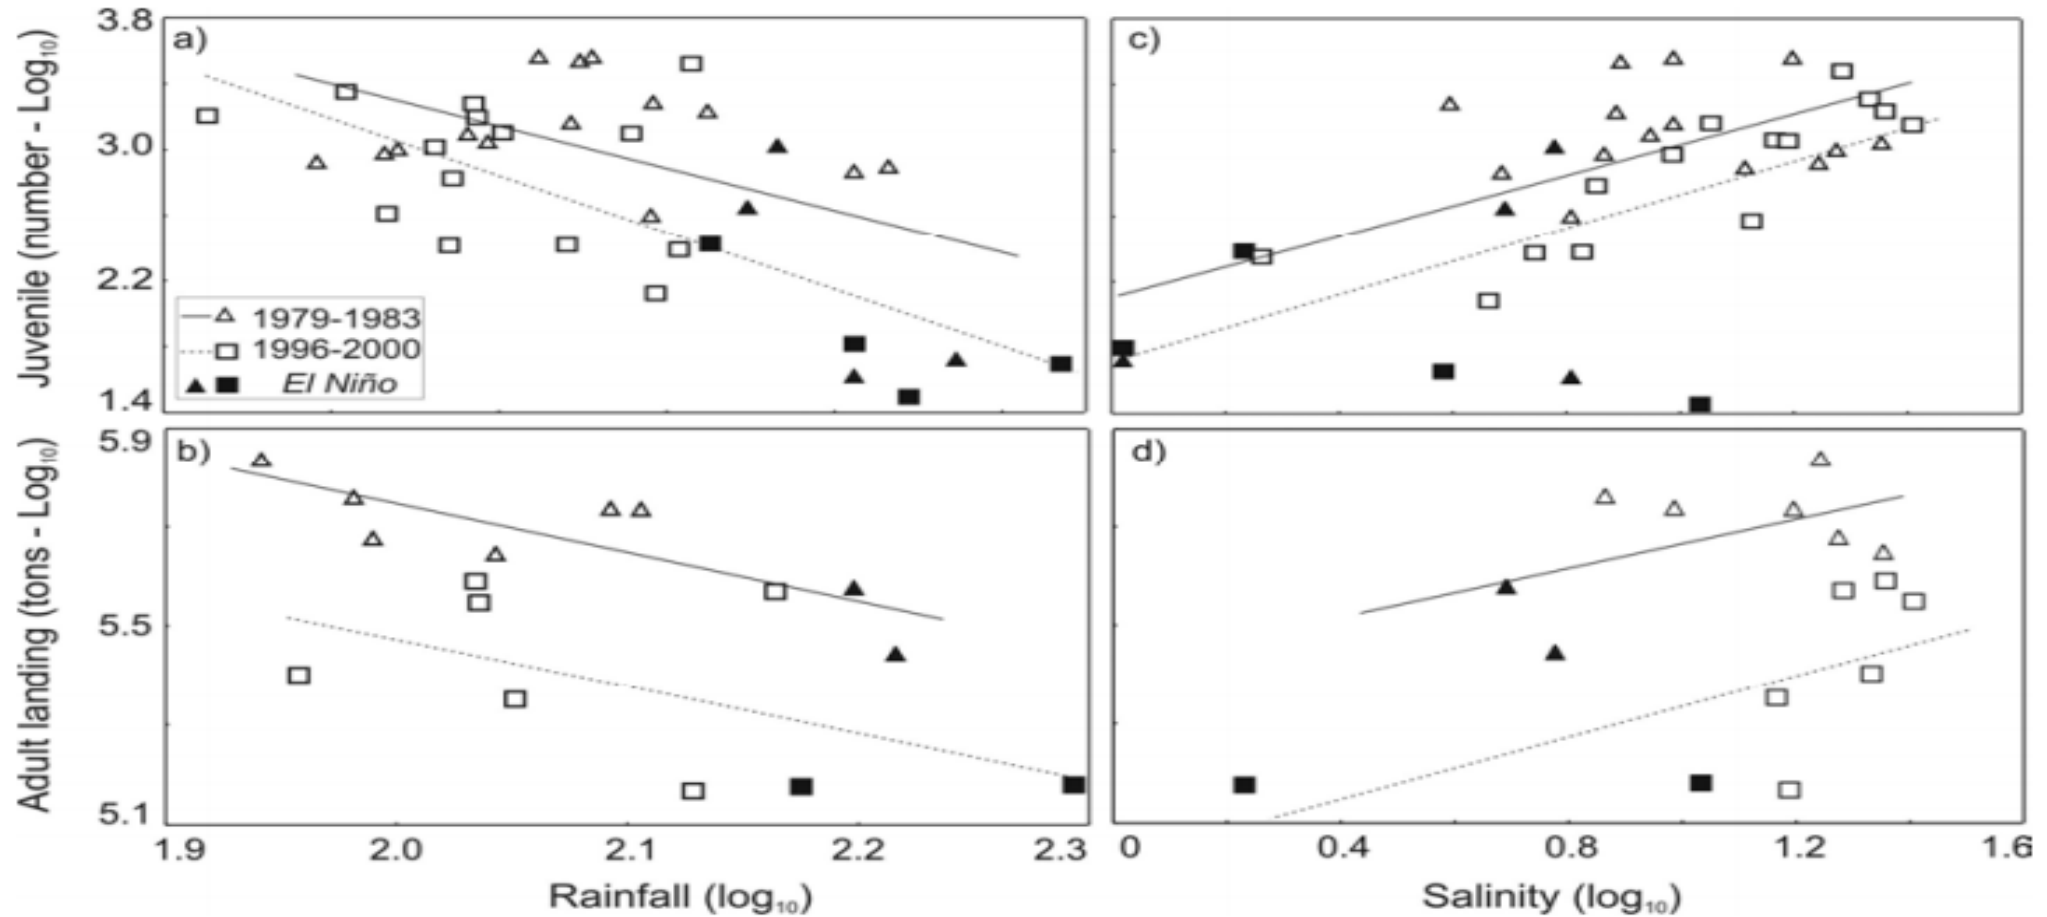 Juvenile (number - Log₁₀)
3.8
3.0
2.2
1.4
a)
1979-1983
1996-2000
El Niño
c)
Adult landing (tons - Log₁₀)
5.9
5.5
5.1
b)
d)
1.9 2.0 2.1 2.2 2.3
0 0.4 0.8 1.2 1.6
Rainfall (log₁₀)
Salinity (log₁₀)